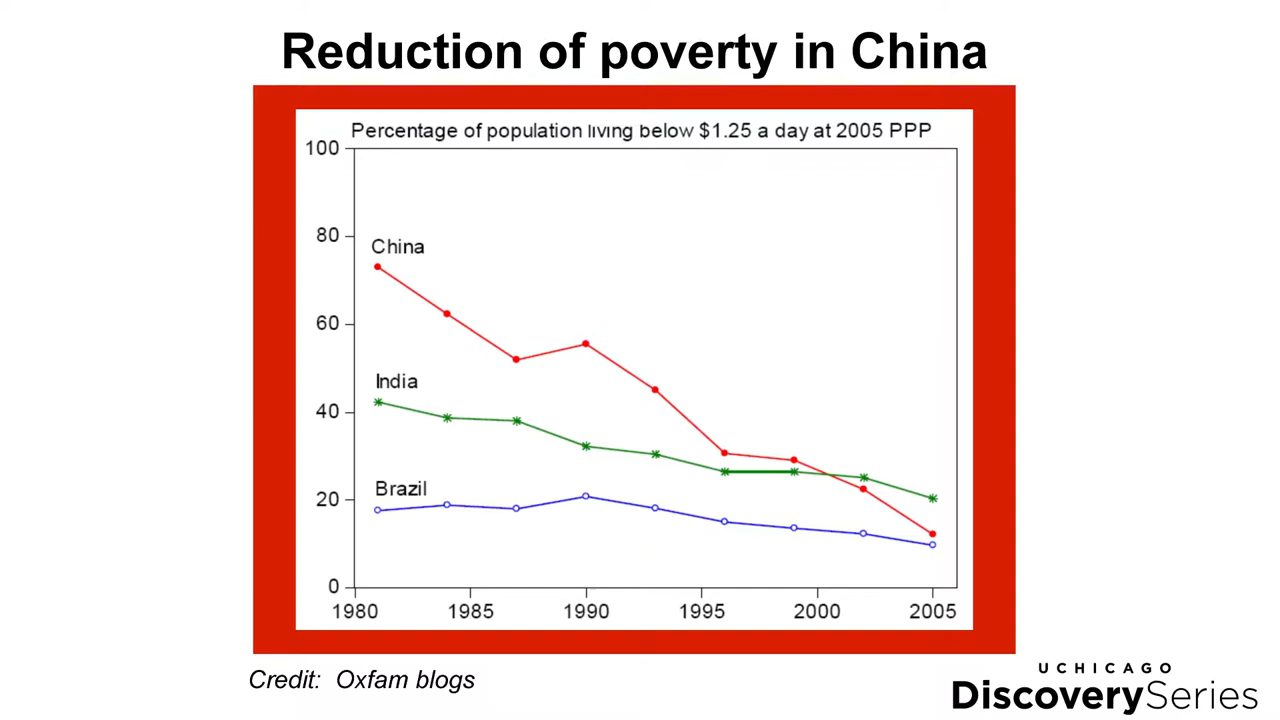 Reduction of poverty in China
Percentage of population living below $1.25 a day at 2005 PPP
100
80
60
40
20
0
China
India
Brazil
1980 1985 1990 1995 2000 2005
Credit: Oxfam blogs
UCHICAGO
DiscoverySeries